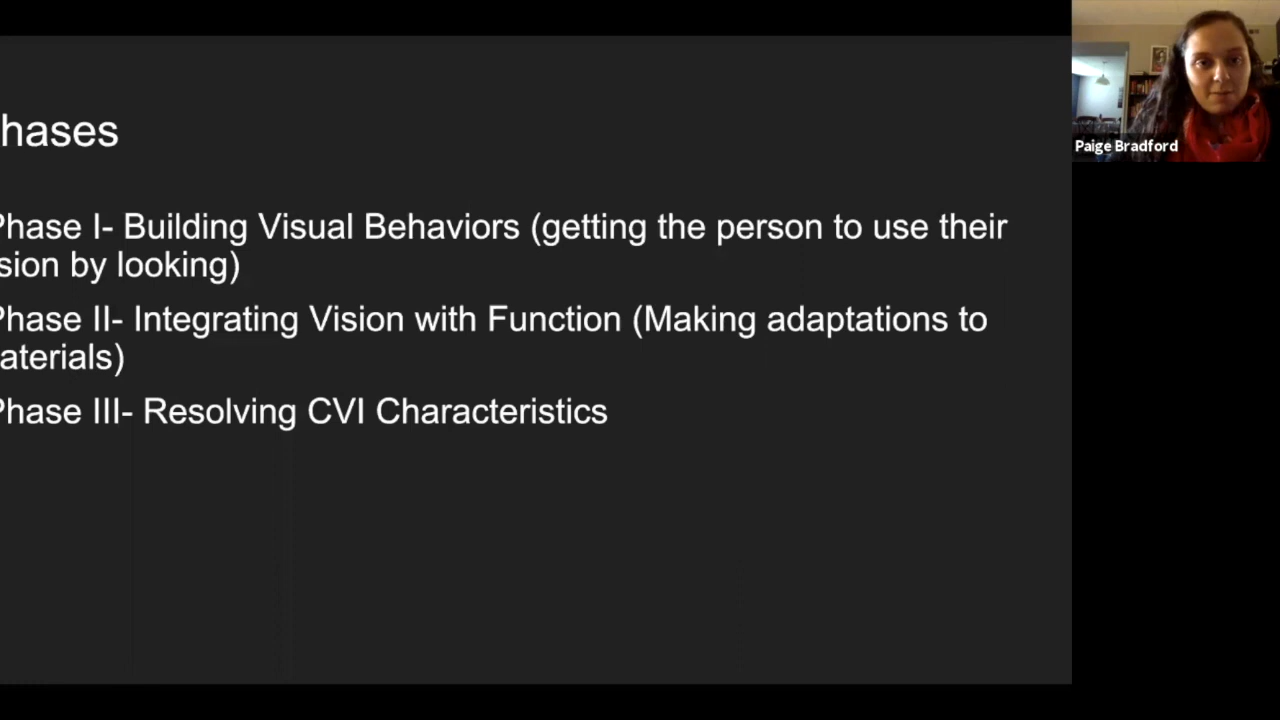 hases
Phase I- Building Visual Behaviors (getting the person to use their
sion by looking)
Phase II- Integrating Vision with Function (Making adaptations to
aterials)
Phase III- Resolving CVI Characteristics
Paige Bradford